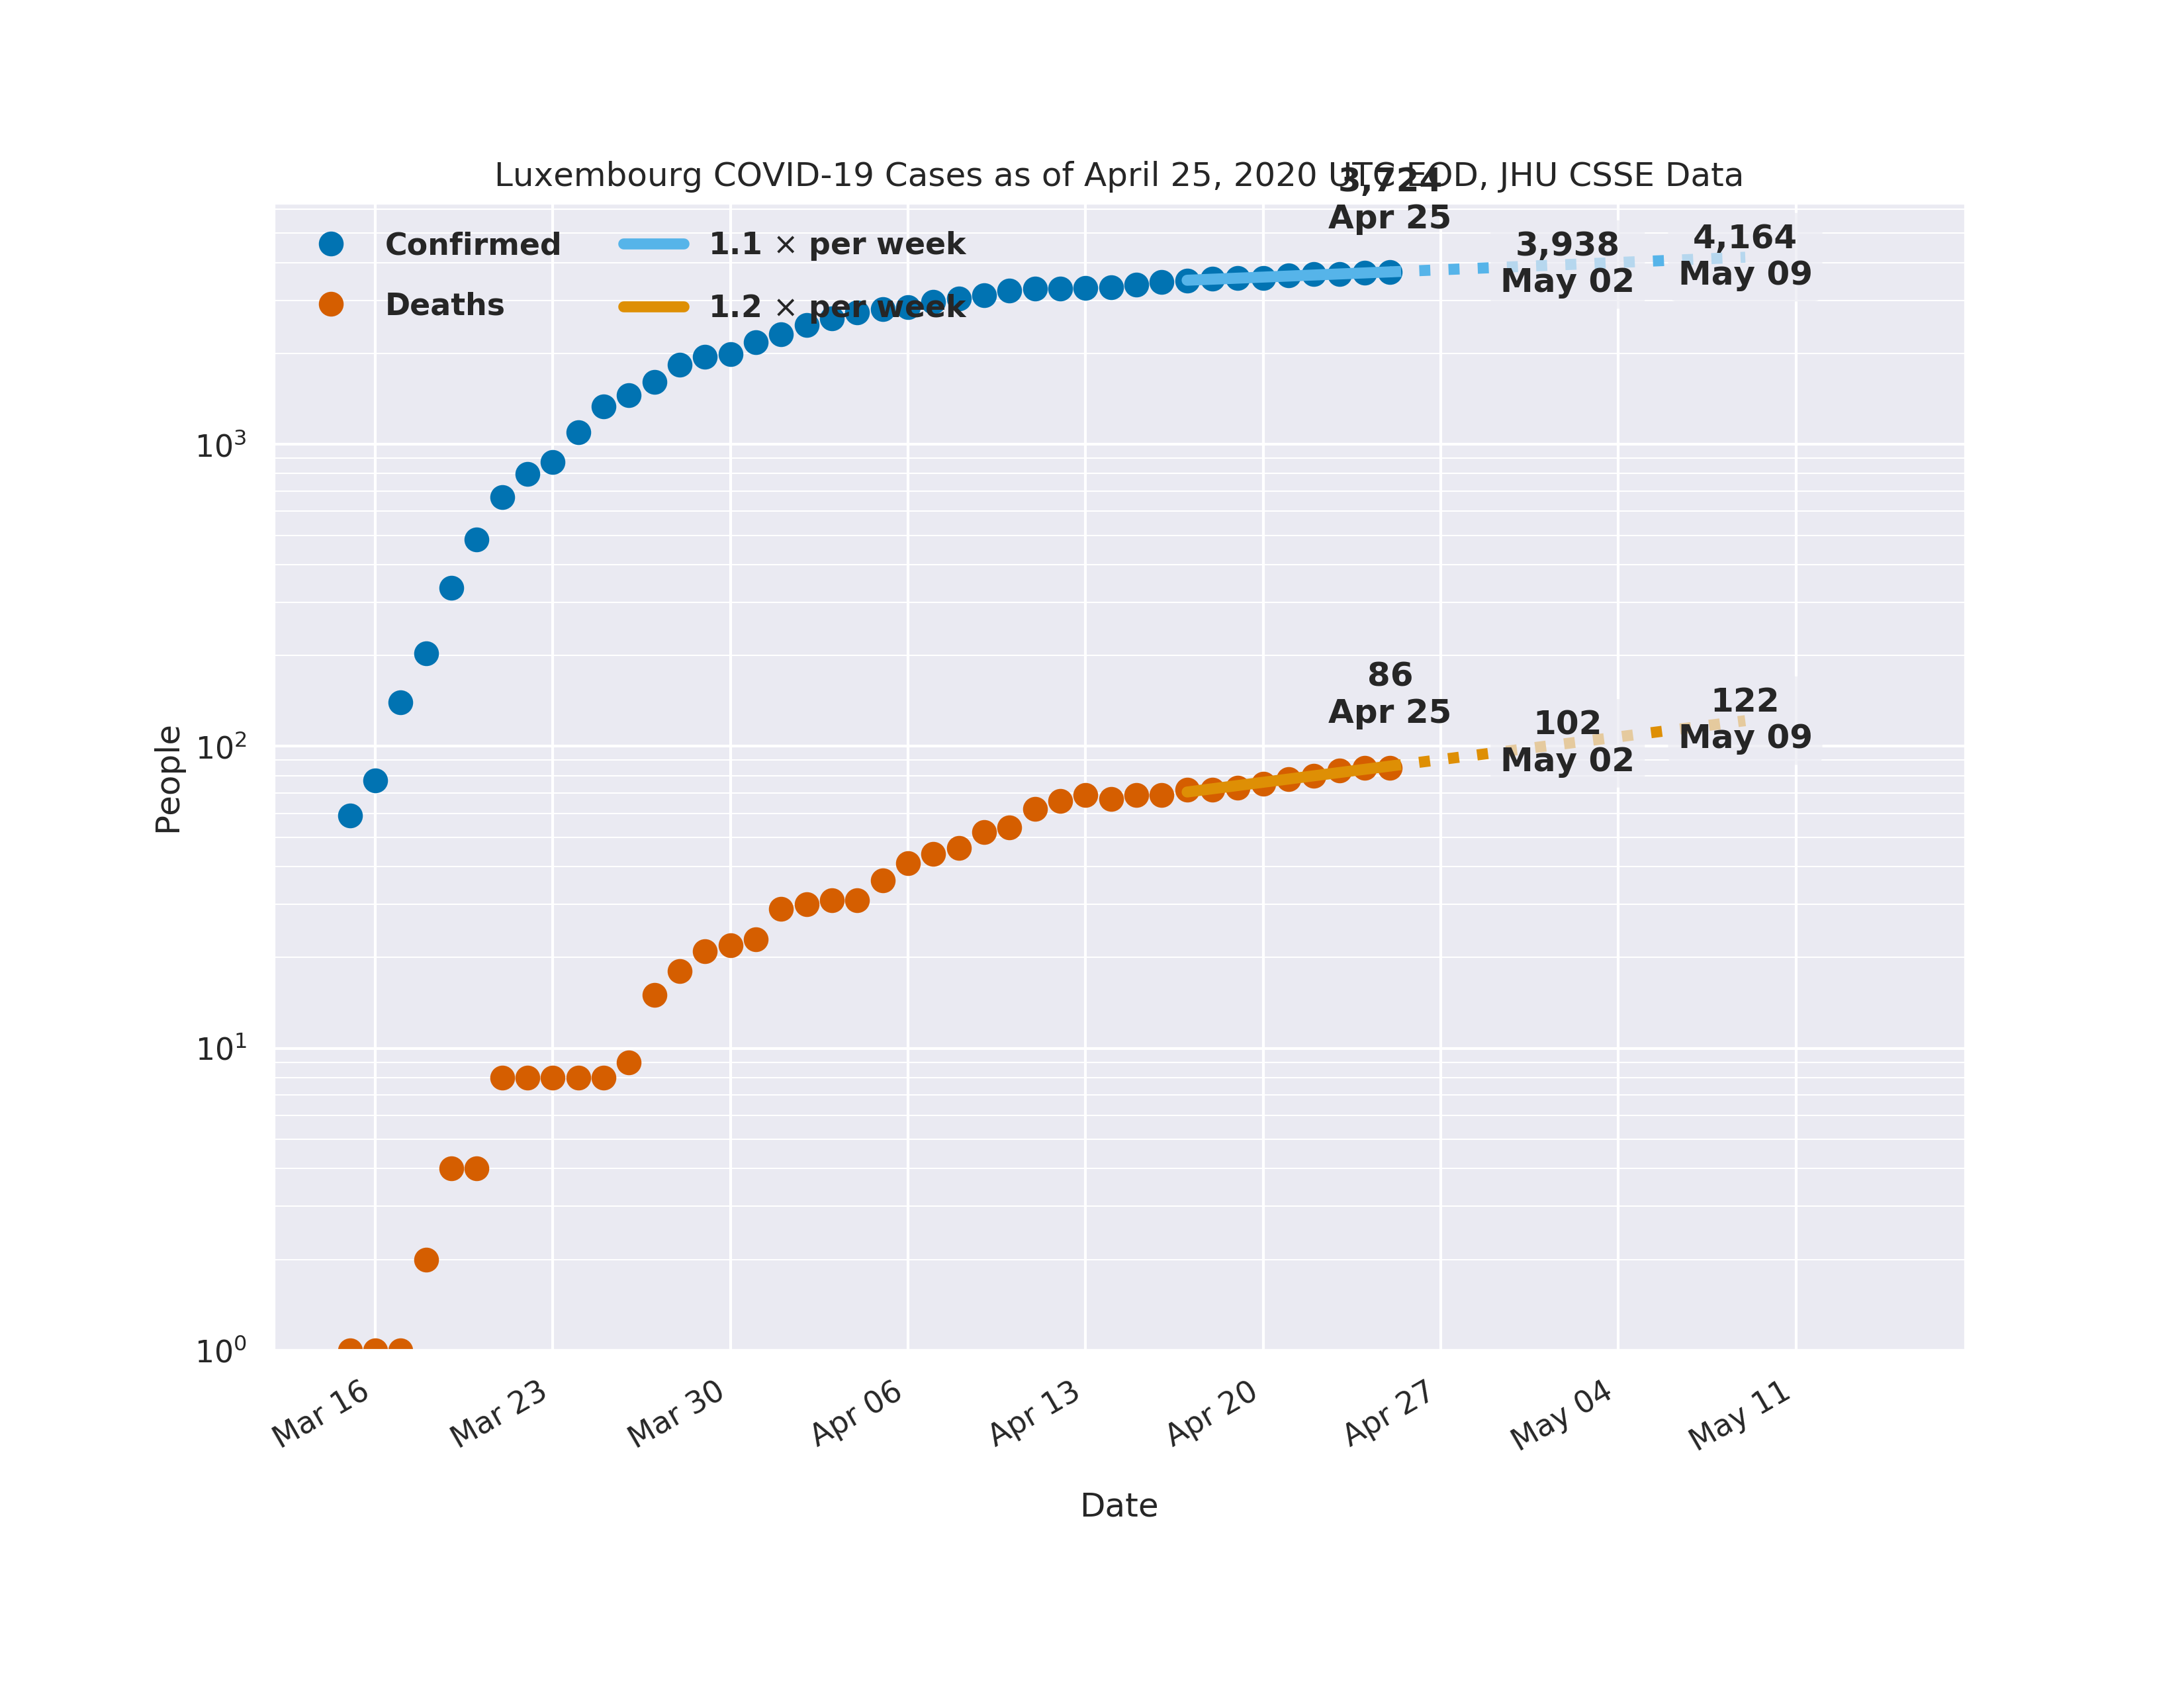 Luxembourg COVID-19 Cases as of April 25, 2020 UTC EOD, JHU CSSE Data
3,724
Apr 25
3,938
May 02
4,164
May 09
Confirmed
Deaths
1.1 × per week
1.2 × per week
86
Apr 25
102
May 02
122
May 09
People
10³
10²
10¹
10⁰
Mar 16
Mar 23
Mar 30
Apr 06
Apr 13
Apr 20
Apr 27
May 04
May 11
Date